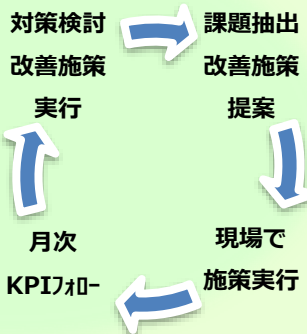 対策検討
改善施策
実行
課題抽出
改善施策
提案
現場で
施策実行
月次
KPIﾌｫﾛｰ